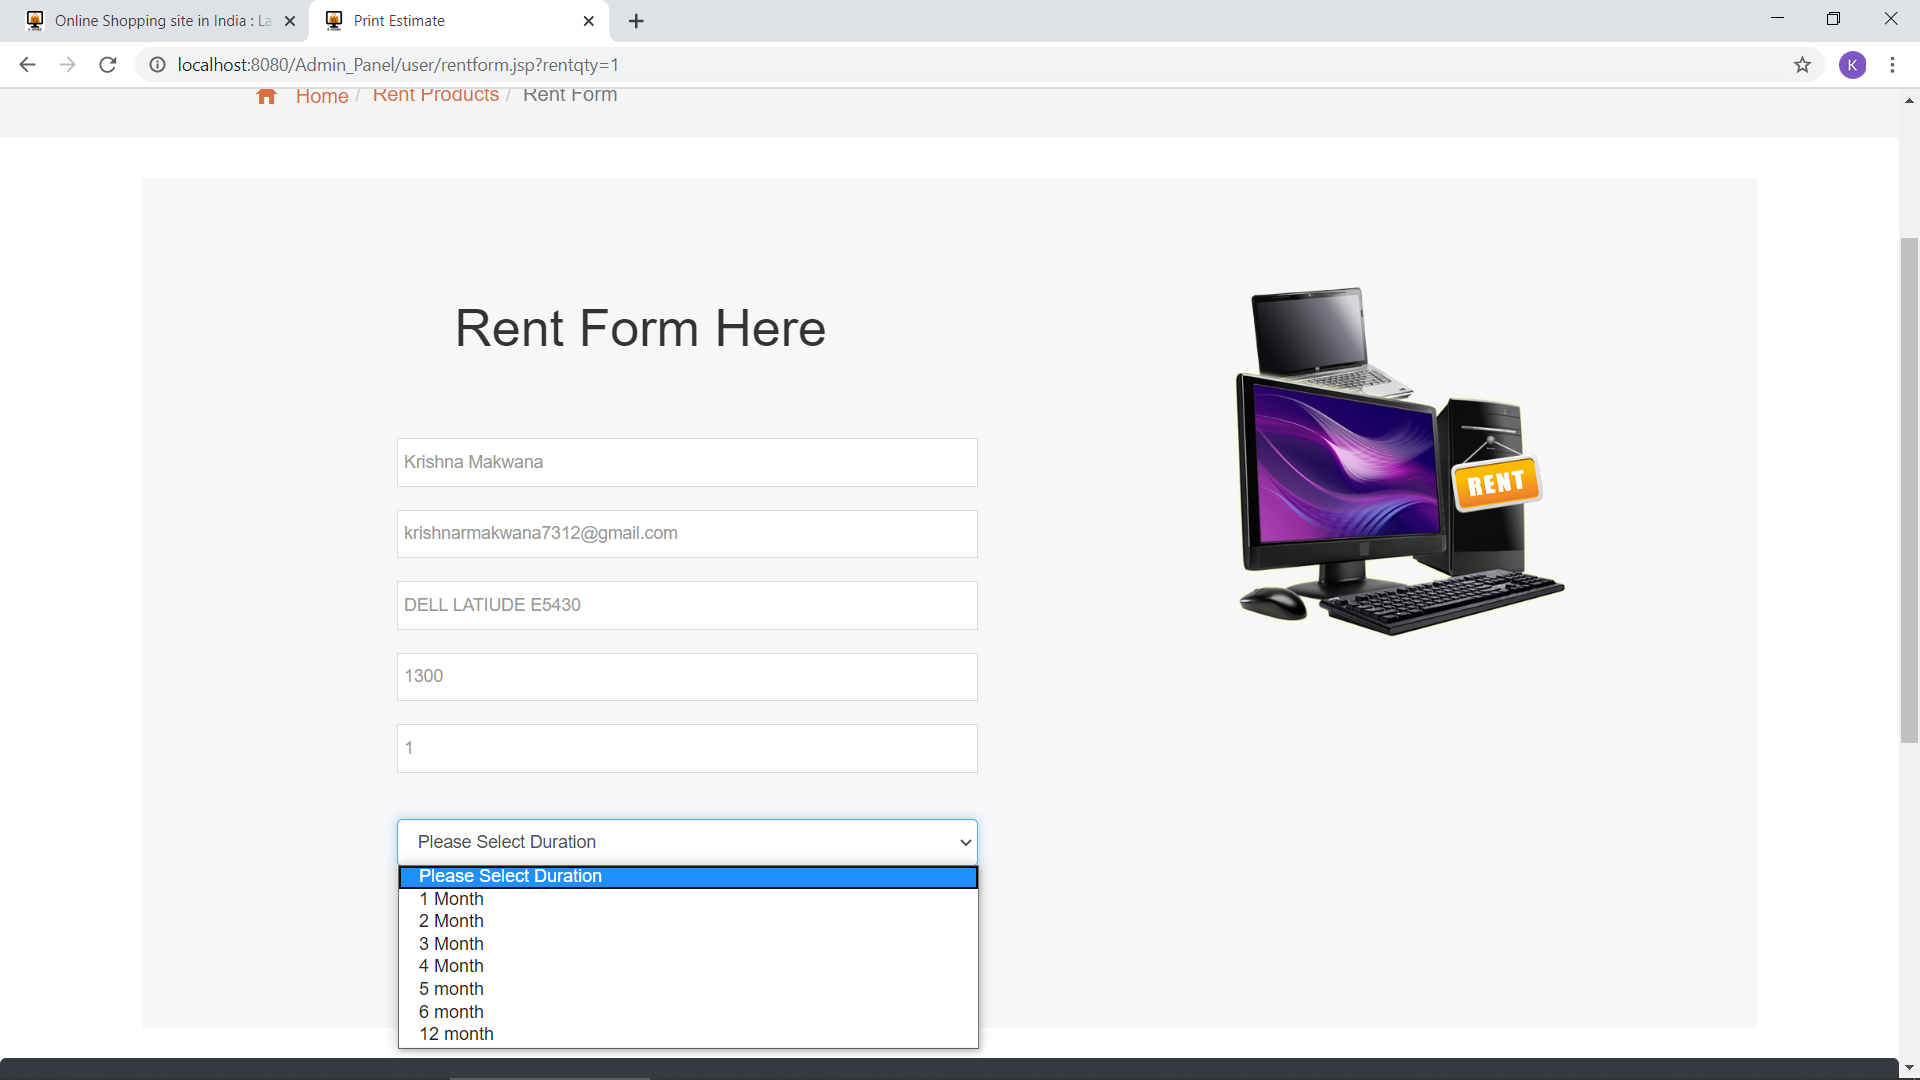 Online Shopping site in India : La
Print Estimate
localhost:8080/Admin_Panel/user/rentform.jsp?rentqty=1
K
Home / Rent Products / Rent Form
Rent Form Here
Krishna Makwana
krishnarmakwana7312@gmail.com
DELL LATIUDE E5430
1300
1
RENT
Please Select Duration
Please Select Duration
1 Month
2 Month
3 Month
4 Month
5 month
6 month
12 month